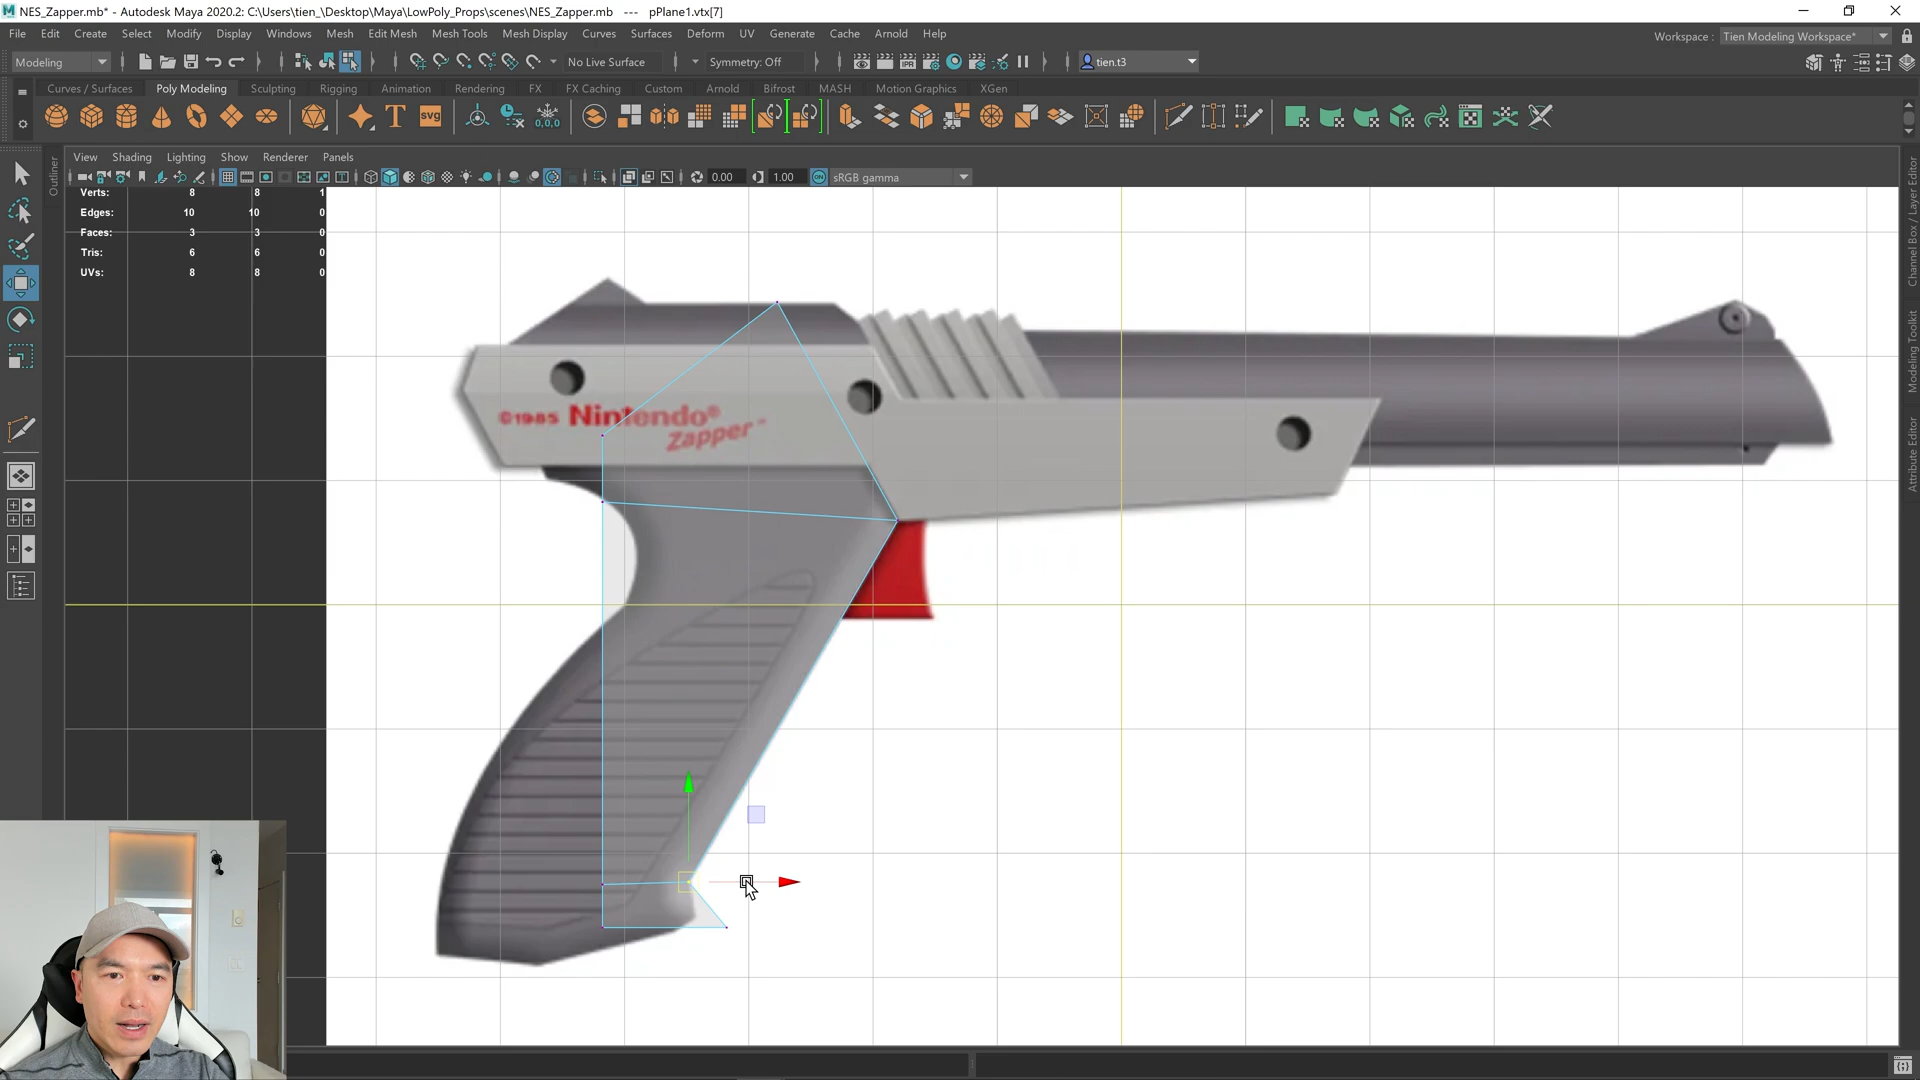 NES_Zapper.mb* - Autodesk Maya 2020.2: C:\Users\tien_\Desktop\Maya\LowPoly_Props\scenes\NES_Zapper.mb --- pPlane1.vtx[7]
File Edit Create Select Modify Display Windows Mesh Edit Mesh Mesh Tools Mesh Display Curves Surfaces Deform UV Generate Cache Arnold Help
Workspace : Tien Modeling Workspace*
Modeling No Live Surface Symmetry: Off tien.t3
Curves / Surfaces Poly Modeling Sculpting Rigging Animation Rendering FX FX Caching Custom Arnold Bifrost MASH Motion Graphics XGen
T svg 0,0,0
View Shading Lighting Show Renderer Panels
0.00 1.00 ON sRGB gamma
Outliner
Verts: 8 8 1
Edges: 10 10 0
Faces: 3 3 0
Tris: 6 6 0
UVs: 8 8 0
©1985 Nintendo®
Zapper™
Channel Box / Layer Editor
Modeling Toolkit
Attribute Editor